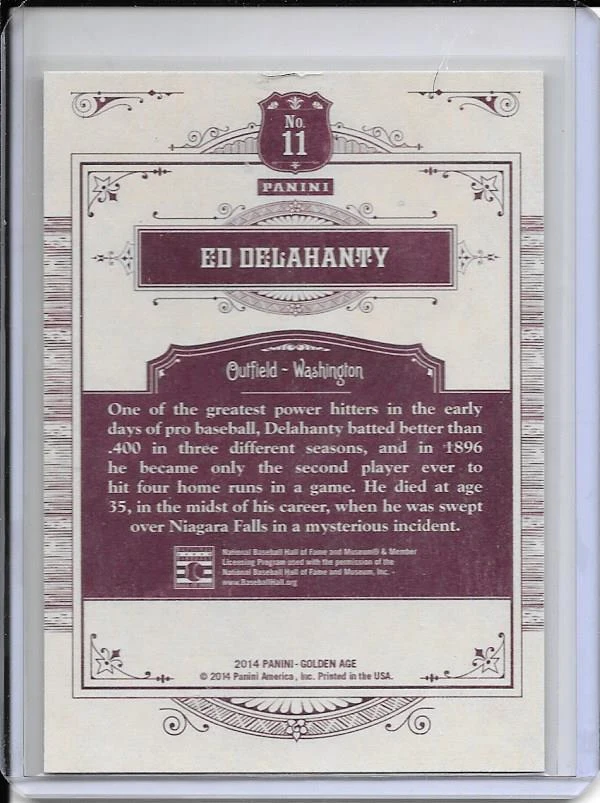 No.
11
PANINI
ED DELAHANTY
Outfield ~ Washington
One of the greatest power hitters in the early
days of pro baseball, Delahanty batted better than
.400 in three different seasons, and in 1896
he became only the second player ever to
hit four home runs in a game. He died at age
35, in the midst of his career, when he was swept
over Niagara Falls in a mysterious incident.
National Baseball Hall of Fame and Museum® & Member
Licensing Program used with the permission of the
National Baseball Hall of Fame and Museum, Inc. ·
www.BaseballHall.org
2014 PANINI - GOLDEN AGE
© 2014 Panini America, Inc. Printed in the USA.